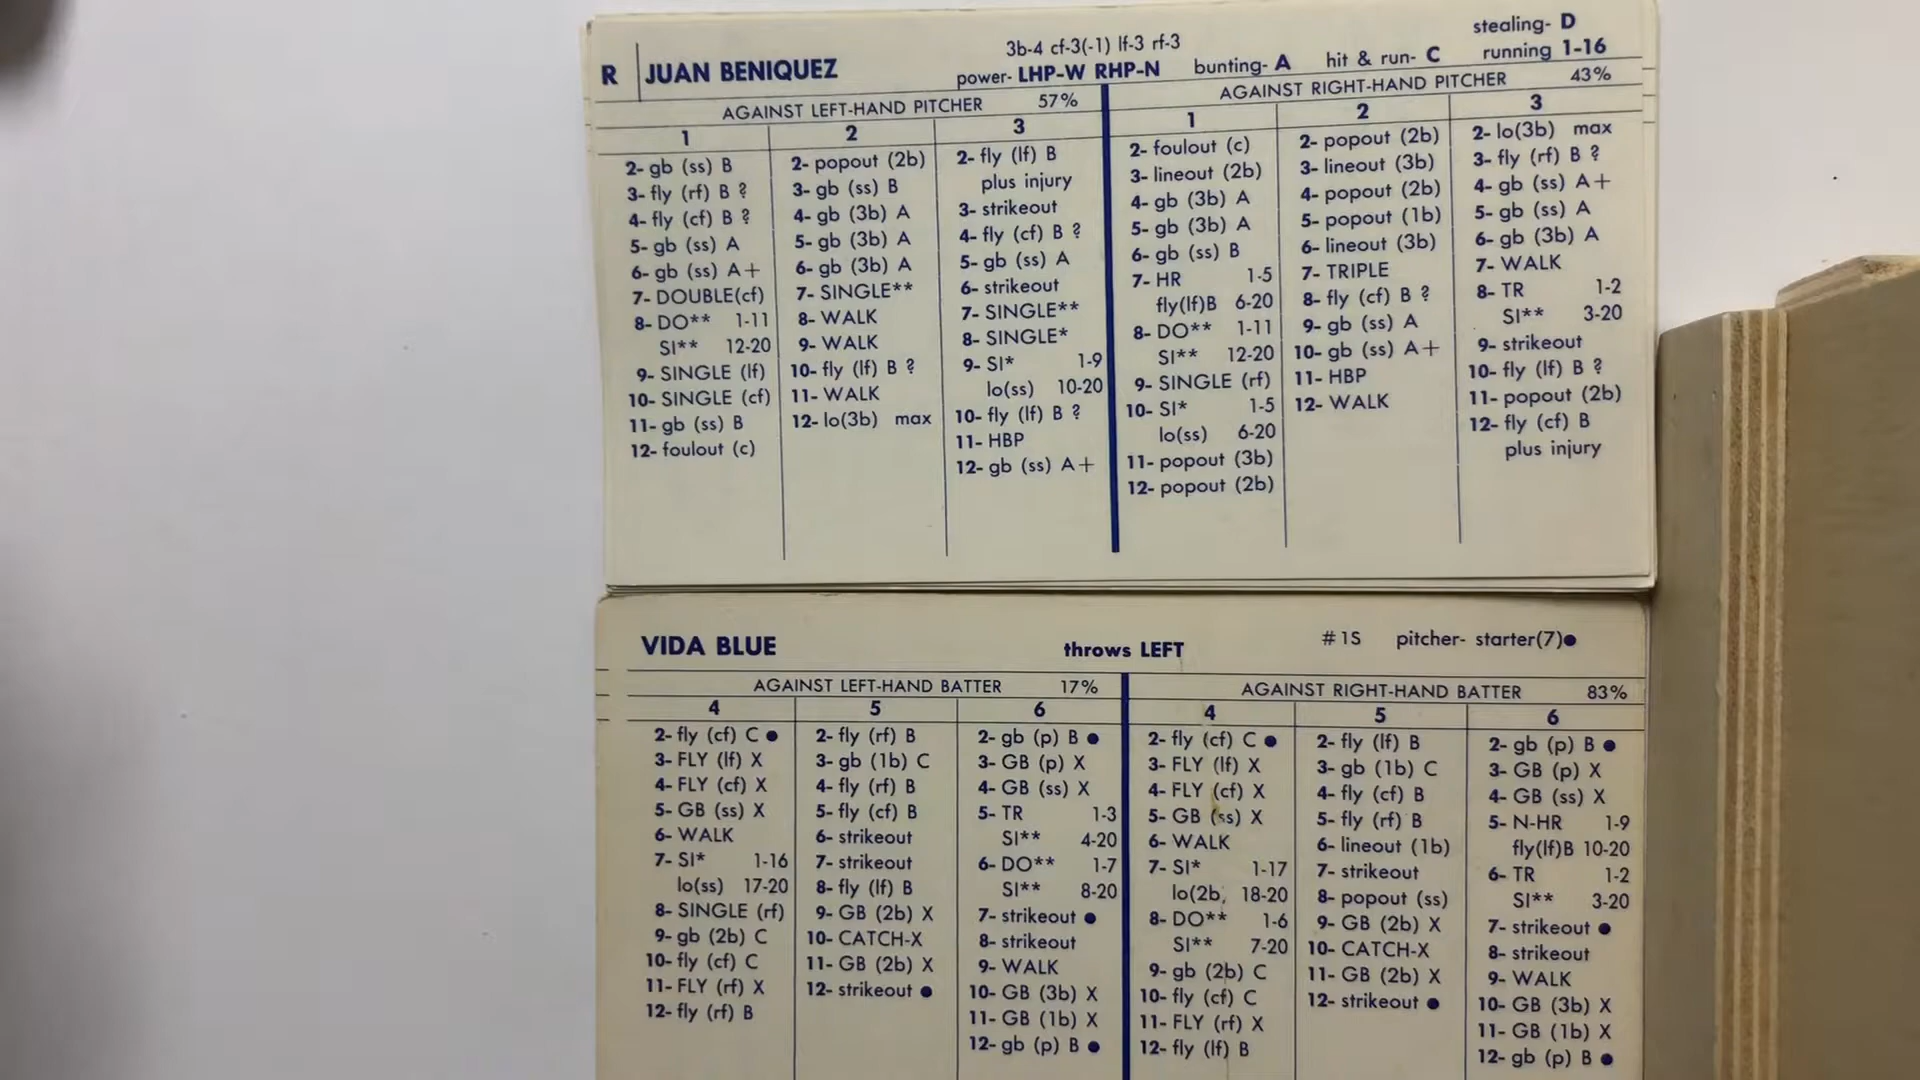 stealing- D
3b-4 cf-3(-1) lf-3 rf-3
R JUAN BENIQUEZ power- LHP-W RHP-N bunting- A hit & run- C running 1-16
AGAINST LEFT-HAND PITCHER 57%
1 2 3
2- gb (ss) B
3- fly (rf) B ?
4- fly (cf) B ?
5- gb (ss) A
6- gb (ss) A+
7- DOUBLE(cf)
8- DO** 1-11
SI** 12-20
9- SINGLE (lf)
10- SINGLE (cf)
11- gb (ss) B
12- foulout (c)
2- popout (2b)
3- gb (ss) B
4- gb (3b) A
5- gb (3b) A
6- gb (3b) A
7- SINGLE**
8- WALK
9- WALK
10- fly (lf) B ?
11- WALK
12- lo(3b) max
2- fly (lf) B
plus injury
3- strikeout
4- fly (cf) B ?
5- gb (ss) A
6- strikeout
7- SINGLE**
8- SINGLE*
9- SI* 1-9
lo(ss) 10-20
10- fly (lf) B ?
11- HBP
12- gb (ss) A+
AGAINST RIGHT-HAND PITCHER 43%
1 2 3
2- foulout (c)
3- lineout (2b)
4- gb (3b) A
5- gb (3b) A
6- gb (ss) B
7- HR 1-5
fly(lf)B 6-20
8- DO** 1-11
SI** 12-20
9- SINGLE (rf)
10- SI* 1-5
lo(ss) 6-20
11- popout (3b)
12- popout (2b)
2- popout (2b)
3- lineout (3b)
4- popout (2b)
5- popout (1b)
6- lineout (3b)
7- TRIPLE
8- fly (cf) B ?
9- gb (ss) A
10- gb (ss) A+
11- HBP
12- WALK
2- lo(3b) max
3- fly (rf) B ?
4- gb (ss) A+
5- gb (ss) A
6- gb (3b) A
7- WALK
8- TR 1-2
SI** 3-20
9- strikeout
10- fly (lf) B ?
11- popout (2b)
12- fly (cf) B
plus injury
VIDA BLUE throws LEFT #1S pitcher- starter(7)●
AGAINST LEFT-HAND BATTER 17%
4 5 6
2- fly (cf) C ●
3- FLY (lf) X
4- FLY (cf) X
5- GB (ss) X
6- WALK
7- SI* 1-16
lo(ss) 17-20
8- SINGLE (rf)
9- gb (2b) C
10- fly (cf) C
11- FLY (rf) X
12- fly (rf) B
2- fly (rf) B
3- gb (1b) C
4- fly (rf) B
5- fly (cf) B
6- strikeout
7- strikeout
8- fly (lf) B
9- GB (2b) X
10- CATCH-X
11- GB (2b) X
12- strikeout ●
2- gb (p) B ●
3- GB (p) X
4- GB (ss) X
5- TR 1-3
SI** 4-20
6- DO** 1-7
SI** 8-20
7- strikeout ●
8- strikeout
9- WALK
10- GB (3b) X
11- GB (1b) X
12- gb (p) B ●
AGAINST RIGHT-HAND BATTER 83%
4 5 6
2- fly (cf) C ●
3- FLY (lf) X
4- FLY (cf) X
5- GB (ss) X
6- WALK
7- SI* 1-17
lo(2b, 18-20
8- DO** 1-6
SI** 7-20
9- gb (2b) C
10- fly (cf) C
11- FLY (rf) X
12- fly (lf) B
2- fly (lf) B
3- gb (1b) C
4- fly (cf) B
5- fly (rf) B
6- lineout (1b)
7- strikeout
8- popout (ss)
9- GB (2b) X
10- CATCH-X
11- GB (2b) X
12- strikeout ●
2- gb (p) B ●
3- GB (p) X
4- GB (ss) X
5- N-HR 1-9
fly(lf)B 10-20
6- TR 1-2
SI** 3-20
7- strikeout ●
8- strikeout
9- WALK
10- GB (3b) X
11- GB (1b) X
12- gb (p) B ●